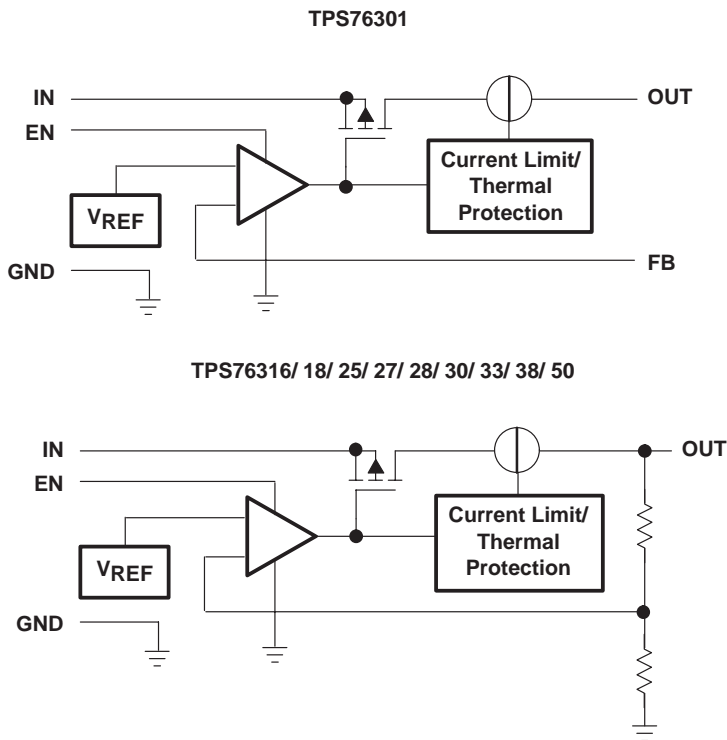 TPS76301
IN
OUT
EN
Current Limit/
Thermal
Protection
VREF
FB
GND
TPS76316/ 18/ 25/ 27/ 28/ 30/ 33/ 38/ 50
IN
OUT
EN
Current Limit/
Thermal
Protection
VREF
GND